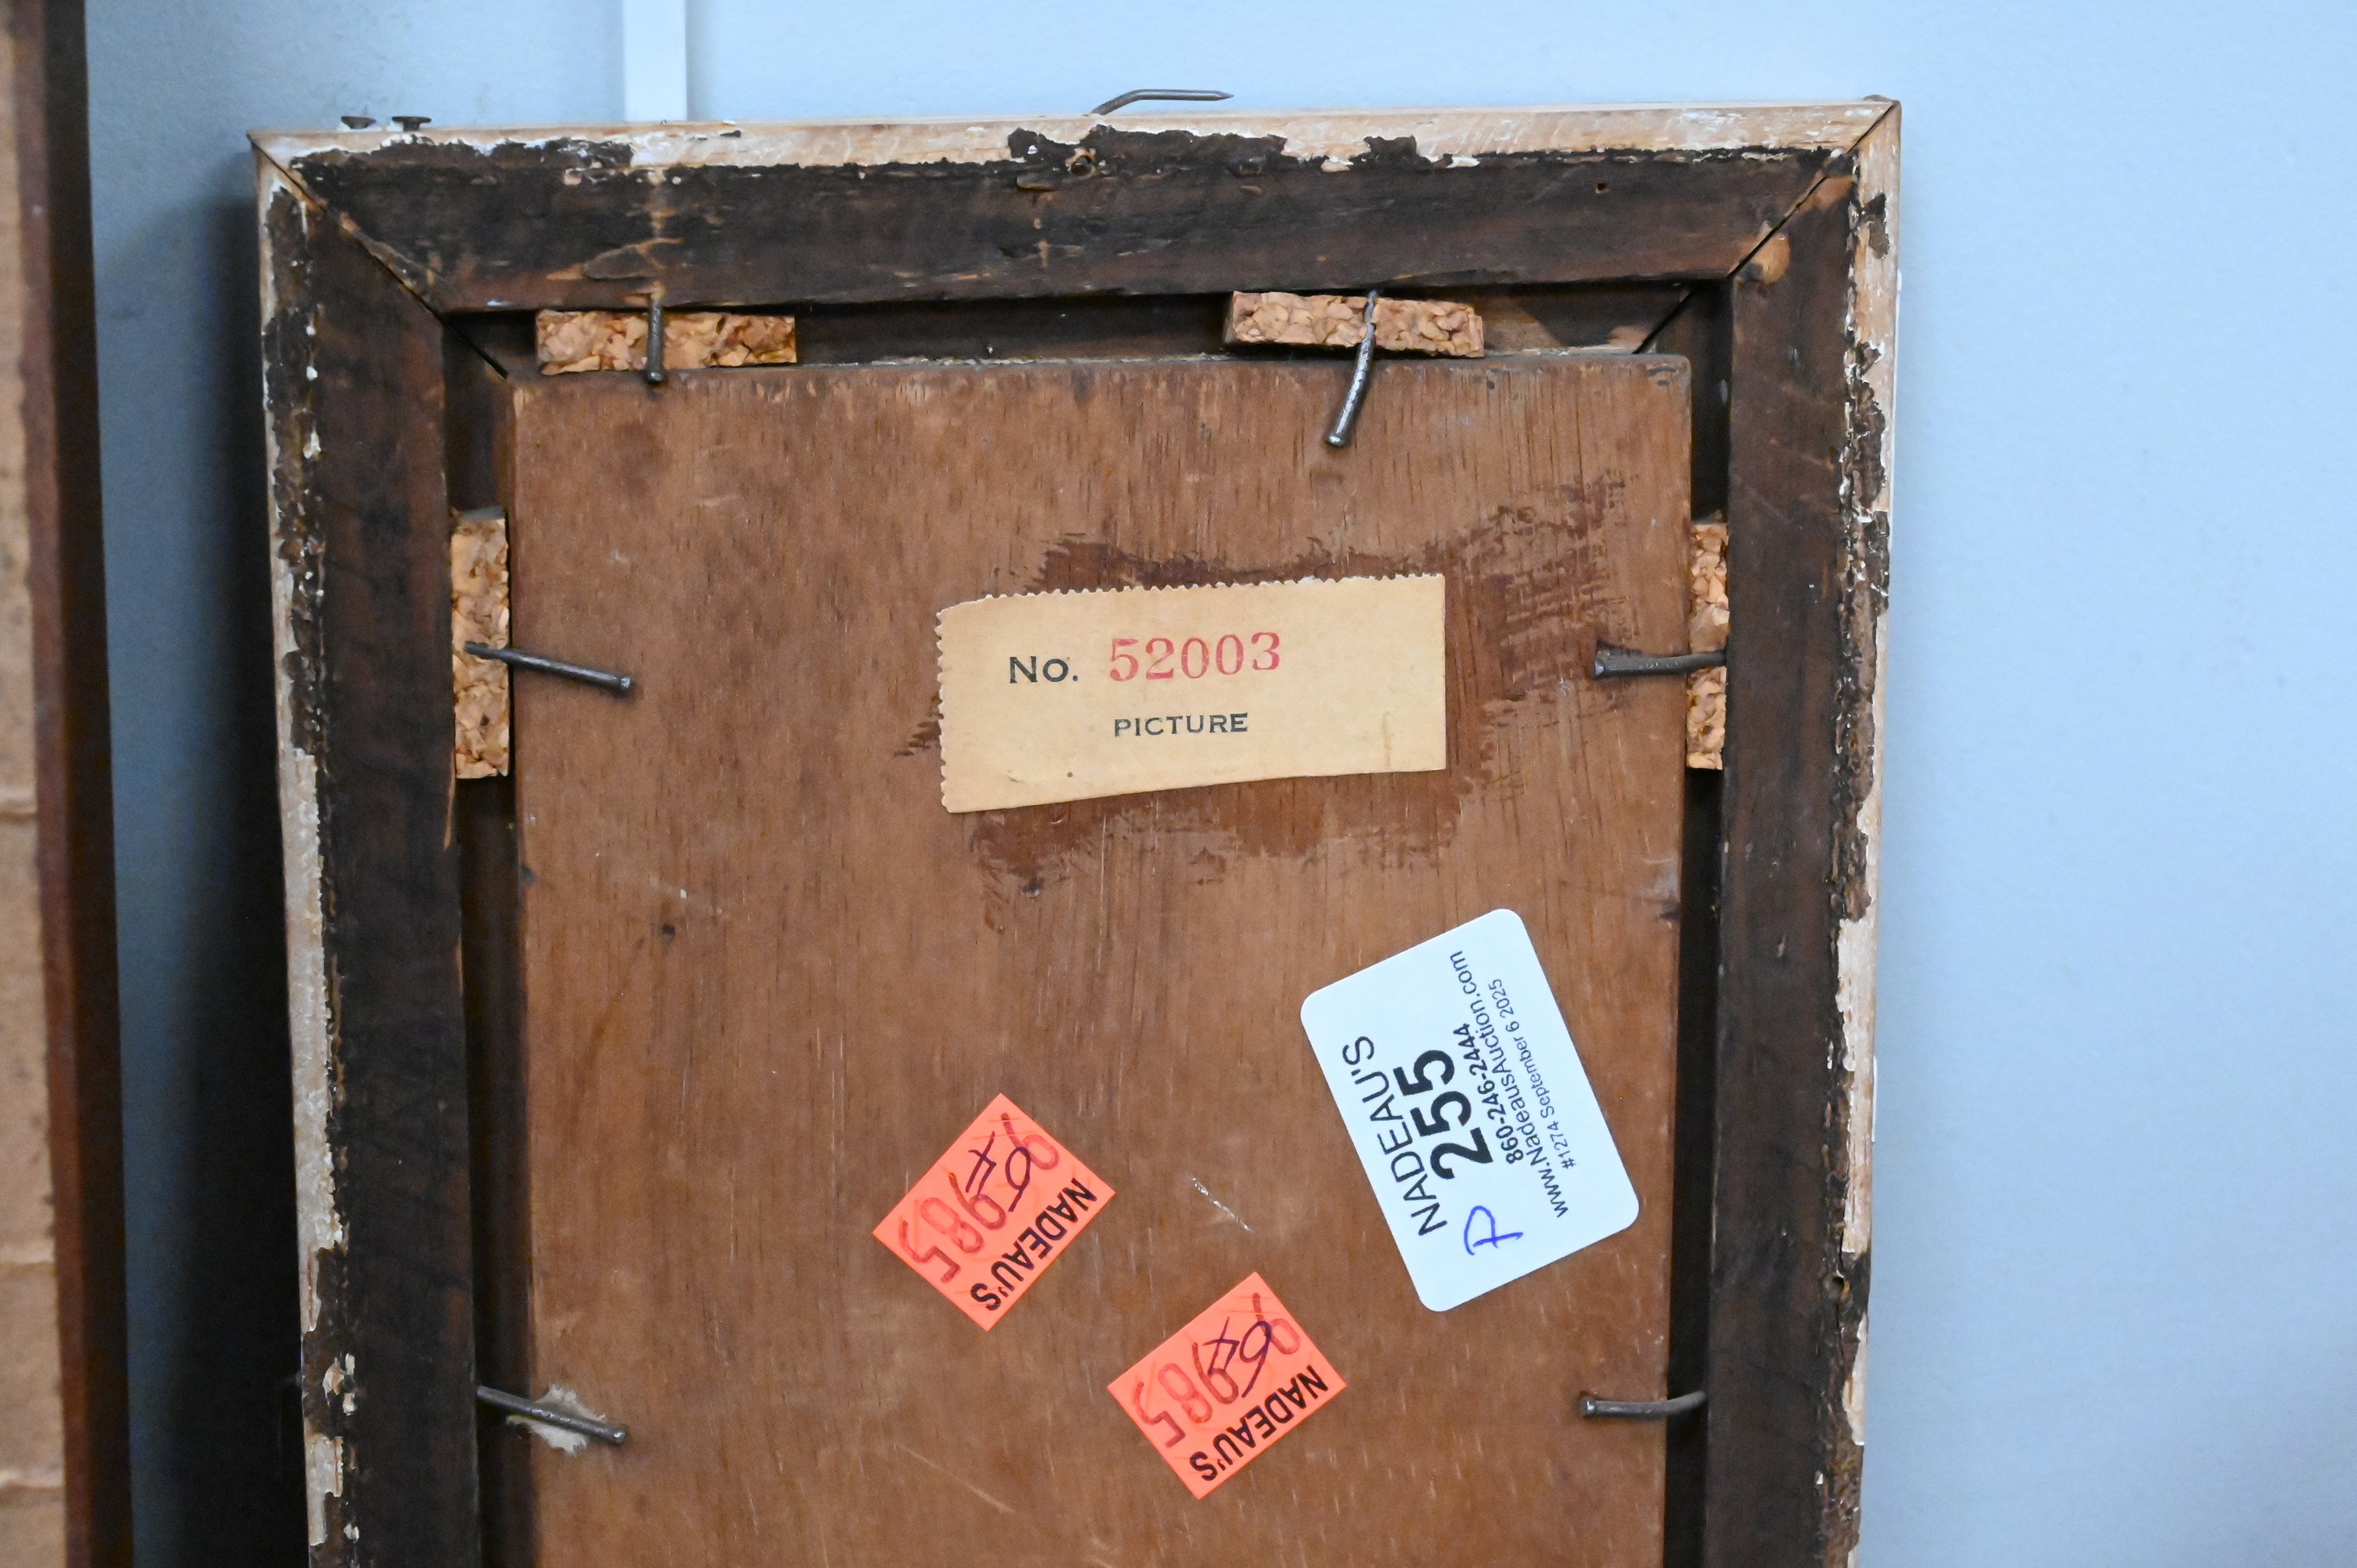 No. 52003
PICTURE
NADEAU'S
P 255
860-246-2444
www.NadeausAuction.com
#1274 September 6 2025
NADEAU'S
NADEAU'S